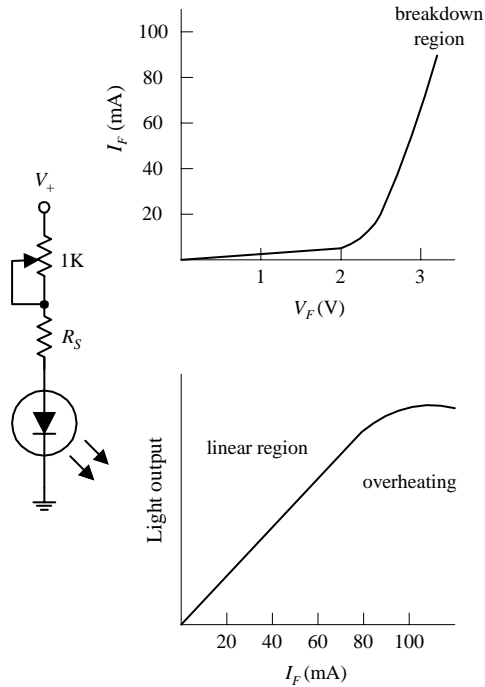 breakdown
region
100
80
60
40
20
I_F (mA)
1 2 3
V_F (V)
V_+
1K
R_S
Light output
linear region
overheating
20 40 60 80 100
I_F (mA)